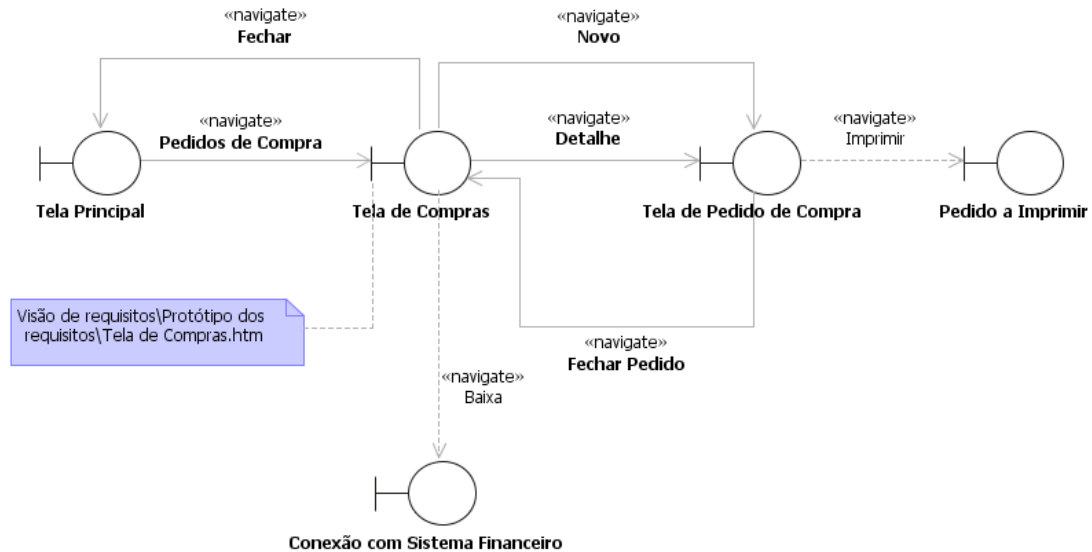 «navigate»
Fechar
«navigate»
Novo
«navigate»
Pedidos de Compra
«navigate»
Detalhe
«navigate»
Imprimir
Tela Principal
Tela de Compras
Tela de Pedido de Compra
Pedido a Imprimir
Visão de requisitos\Protótipo dos
requisitos\Tela de Compras.htm
«navigate»
Fechar Pedido
«navigate»
Baixa
Conexão com Sistema Financeiro